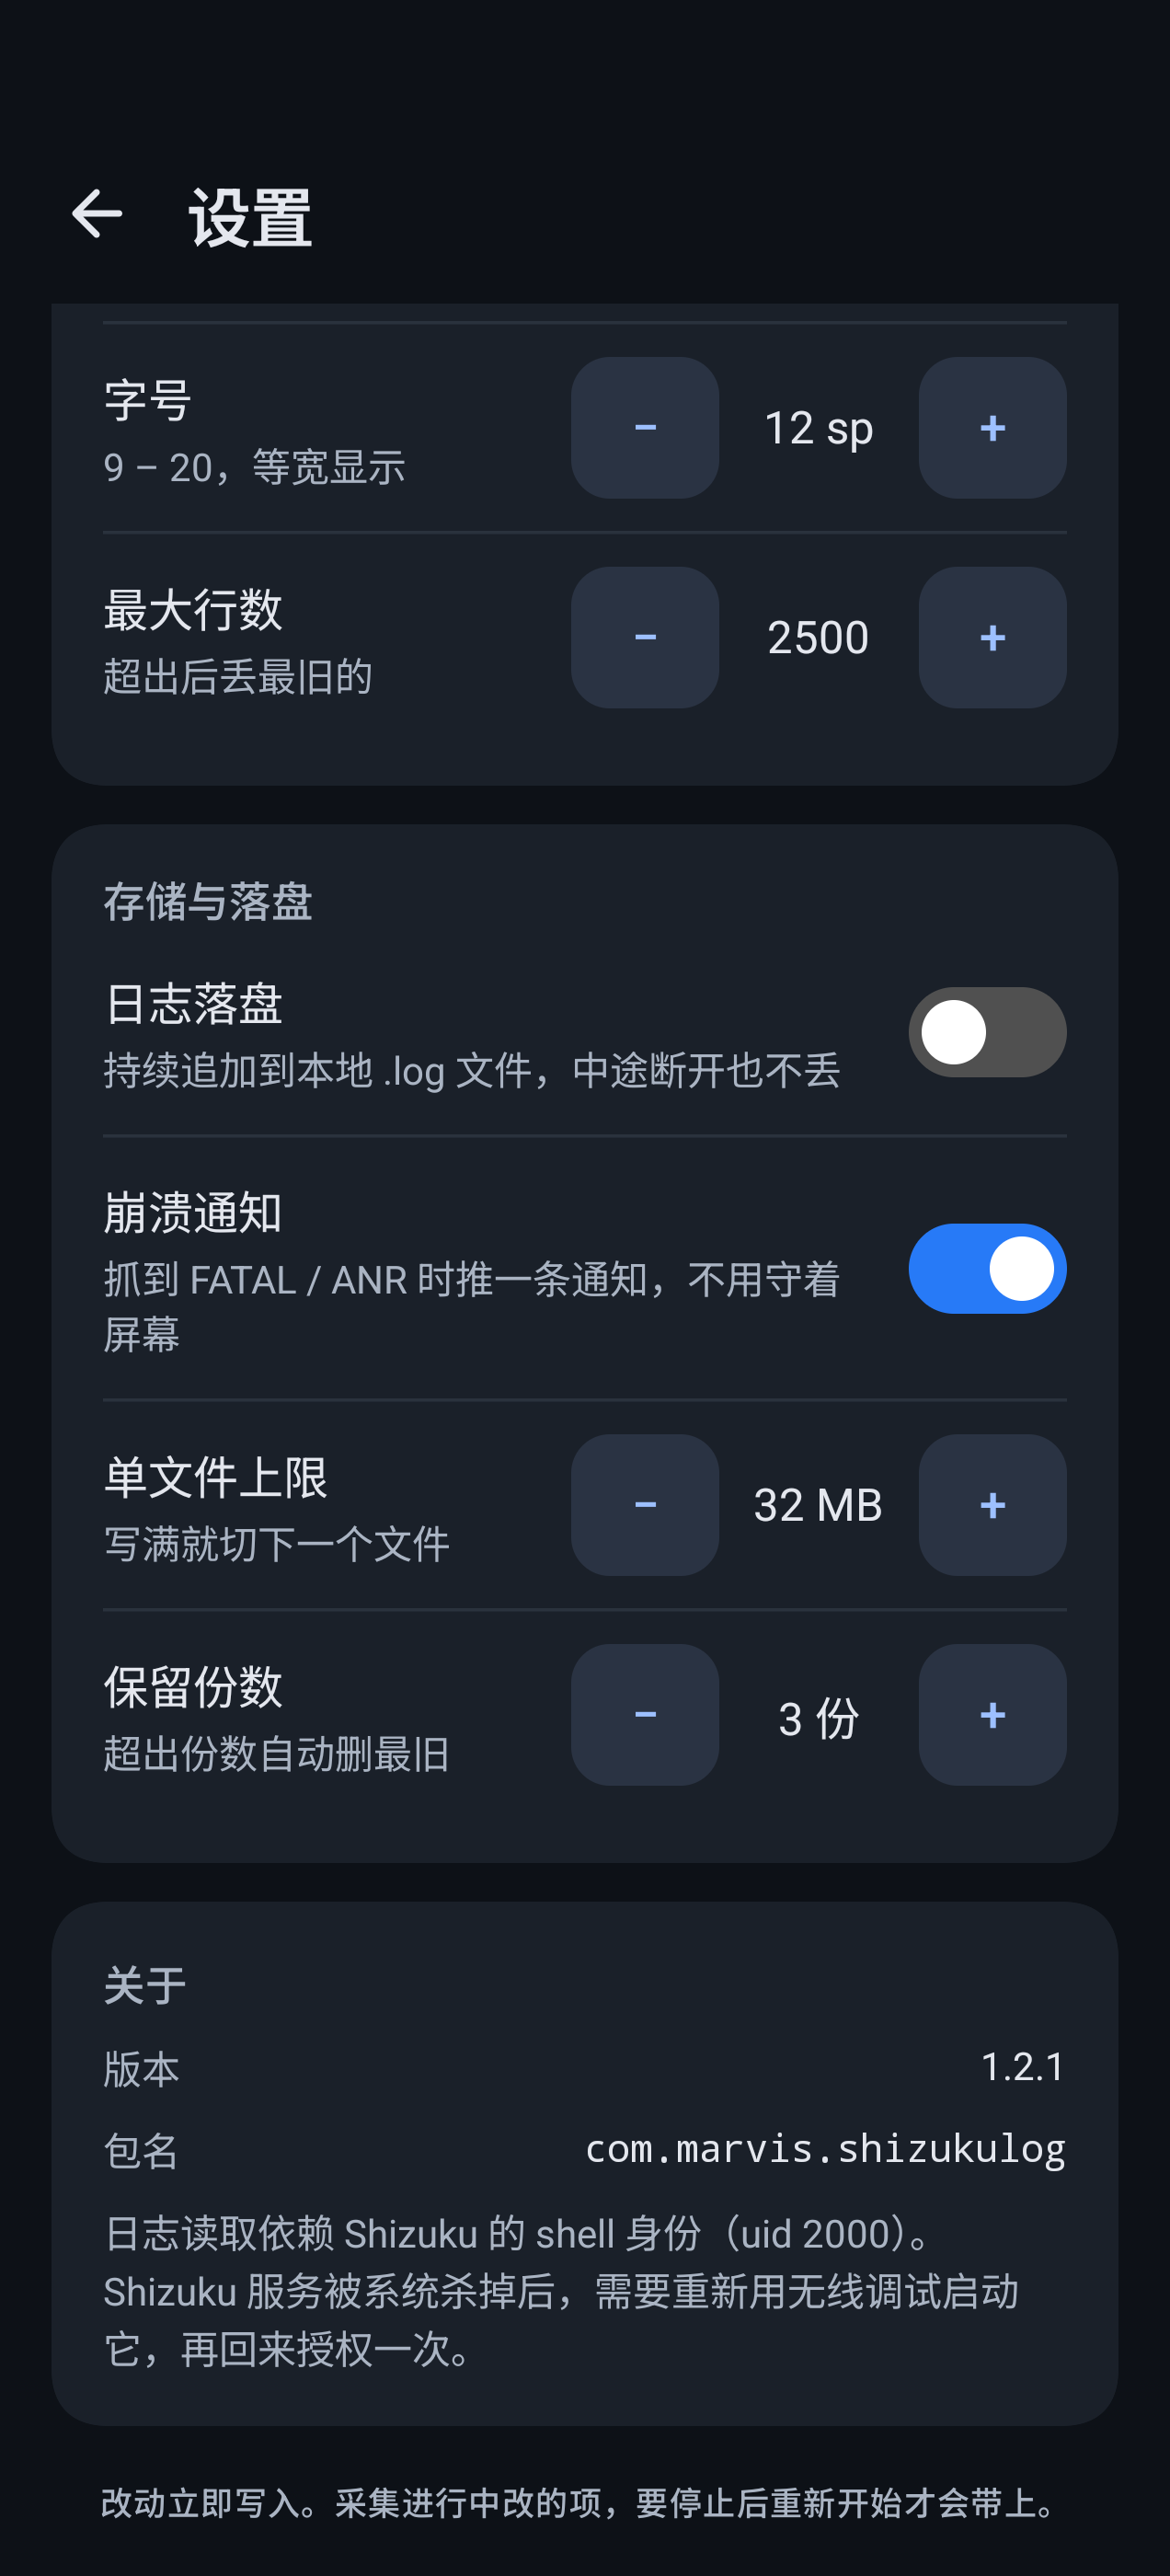 设置
字号
9 – 20，等宽显示
− 12 sp +
最大行数
超出后丢最旧的
− 2500 +
存储与落盘
日志落盘
持续追加到本地 .log 文件，中途断开也不丢
崩溃通知
抓到 FATAL / ANR 时推一条通知，不用守着
屏幕
单文件上限
写满就切下一个文件
− 32 MB +
保留份数
超出份数自动删最旧
− 3 份 +
关于
版本 1.2.1
包名 com.marvis.shizukulog
日志读取依赖 Shizuku 的 shell 身份（uid 2000）。
Shizuku 服务被系统杀掉后，需要重新用无线调试启动
它，再回来授权一次。
改动立即写入。采集进行中改的项，要停止后重新开始才会带上。